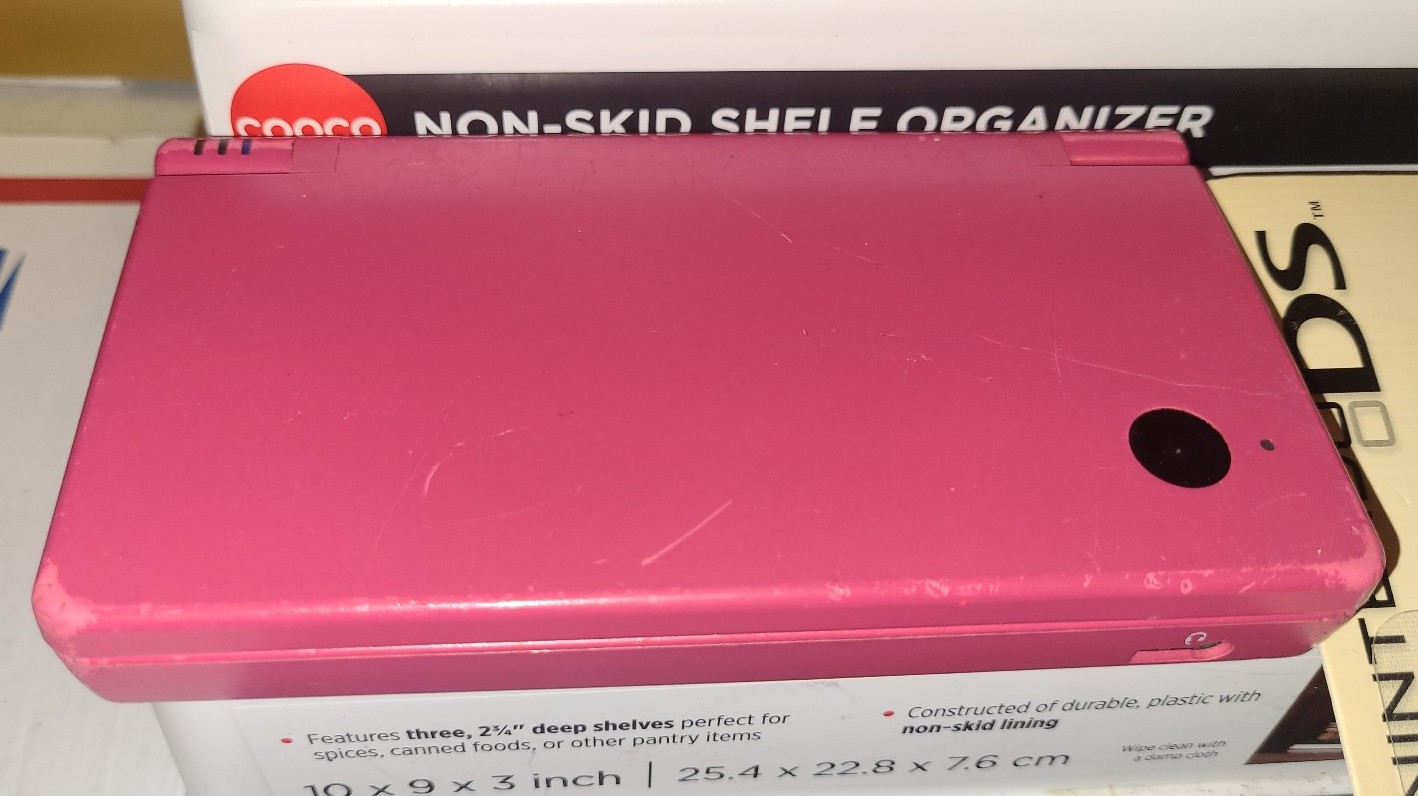 COOCO
NON-SKID SHELF ORGANIZER
DS™
• Features three, 2¾" deep shelves perfect for
spices, canned foods, or other pantry items
10 x 9 x 3 inch | 25.4 x 22.8 x 7.6 cm
• Constructed of durable, plastic with
non-skid lining
Wipe clean with
a damp cloth